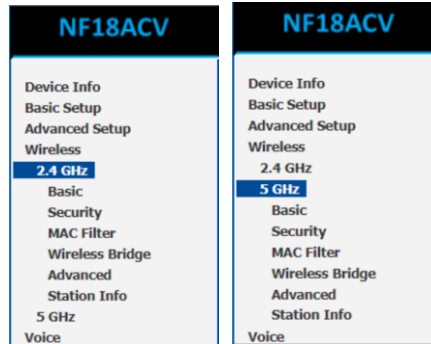 NF18ACV
Device Info
Basic Setup
Advanced Setup
Wireless
2.4 GHz
Basic
Security
MAC Filter
Wireless Bridge
Advanced
Station Info
5 GHz
Voice
NF18ACV
Device Info
Basic Setup
Advanced Setup
Wireless
2.4 GHz
5 GHz
Basic
Security
MAC Filter
Wireless Bridge
Advanced
Station Info
Voice